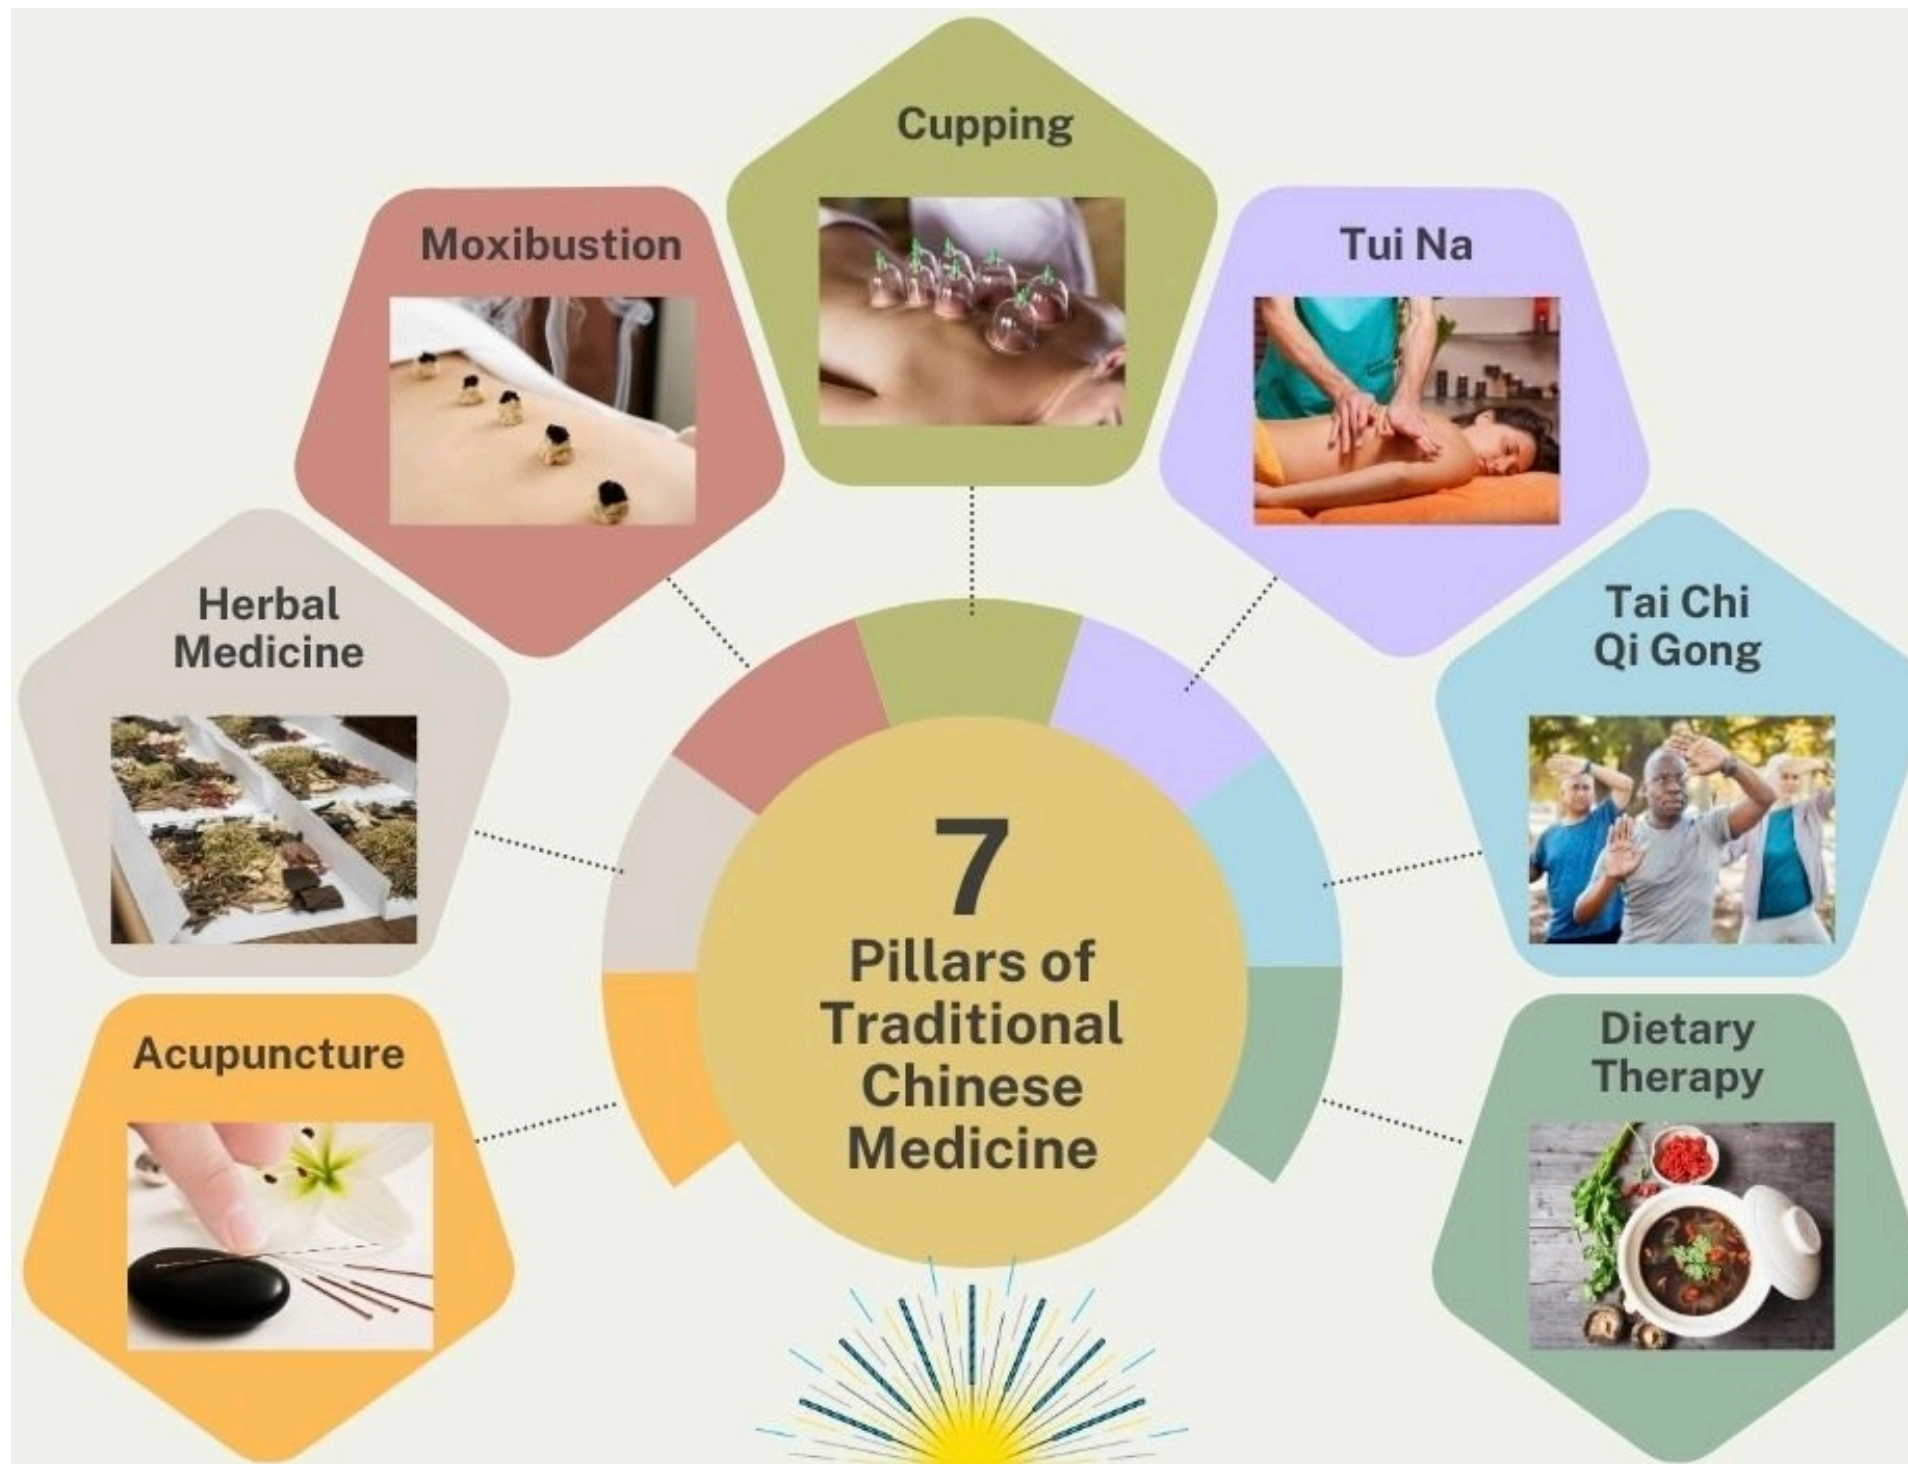 Cupping
Moxibustion
Tui Na
Herbal
Medicine
Tai Chi
Qi Gong
Acupuncture
Dietary
Therapy
7
Pillars of
Traditional
Chinese
Medicine